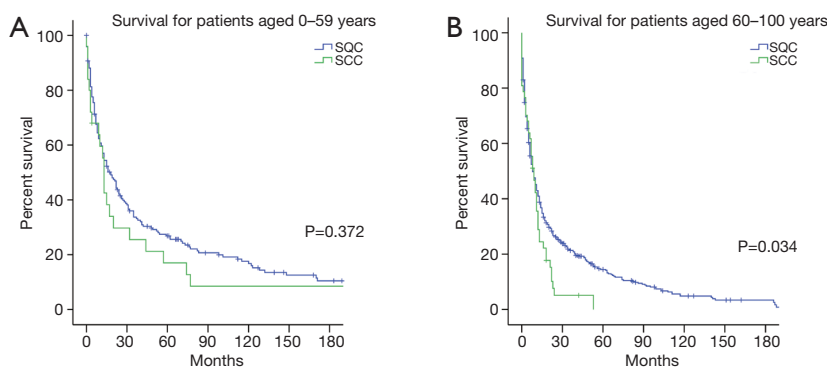 A
Survival for patients aged 0–59 years
SQC
SCC
Percent survival
100
80
60
40
20
0
P=0.372
0 30 60 90 120 150 180
Months
B
Survival for patients aged 60–100 years
SQC
SCC
Percent survival
100
80
60
40
20
0
P=0.034
0 30 60 90 120 150 180
Months